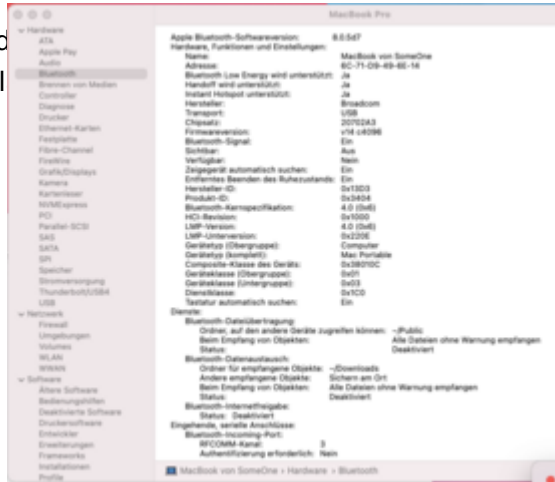 MacBook Pro
Hardware
ATA
Apple Pay
Audio
Bluetooth
Brennen von Medien
Controller
Diagnose
Drucker
Ethernet-Karten
Festplatte
Fibre-Channel
FireWire
Grafik/Displays
Kamera
Kartenleser
NVMExpress
PCI
Parallel-SCSI
SAS
SATA
SPI
Speicher
Stromversorgung
Thunderbolt/USB4
USB
Netzwerk
Firewall
Umgebungen
Volumes
WLAN
WWAN
Software
Ältere Software
Bedienungshilfen
Deaktivierte Software
Druckersoftware
Entwickler
Erweiterungen
Frameworks
Installationen
Profile
Apple Bluetooth-Softwareversion: 8.0.5d7
Hardware, Funktionen und Einstellungen:
Name: MacBook von SomeOne
Adresse:
Bluetooth Low Energy wird unterstützt: Ja
Handoff wird unterstützt: Ja
Instant Hotspot unterstützt: Ja
Hersteller: Broadcom
Transport: USB
Chipsatz: 20702A3
Firmwareversion: v14 c4096
Bluetooth-Signal: Ein
Sichtbar: Aus
Verfügbar: Nein
Zeigegerät automatisch suchen: Ein
Entferntes Beenden des Ruhezustands: Ein
Hersteller-ID: 0x13D3
Produkt-ID: 0x3404
Bluetooth-Kernspezifikation: 4.0 (0x6)
HCI-Revision: 0x1000
LMP-Version: 4.0 (0x6)
LMP-Unterversion: 0x220E
Gerätetyp (Obergruppe): Computer
Gerätetyp (komplett): Mac Portable
Composite-Klasse des Geräts: 0x38010C
Geräteklasse (Obergruppe): 0x01
Geräteklasse (Untergruppe): 0x03
Dienstklasse: 0x1C0
Tastatur automatisch suchen: Ein
Dienste:
Bluetooth-Dateiübertragung:
Ordner, auf den andere Geräte zugreifen können: ~/Public
Beim Empfang von Objekten: Alle Dateien ohne Warnung empfangen
Status: Deaktiviert
Bluetooth-Datenaustausch:
Ordner für empfangene Objekte: ~/Downloads
Andere empfangene Objekte: Sichern am Ort
Beim Empfang von Objekten: Alle Dateien ohne Warnung empfangen
Status: Deaktiviert
Bluetooth-Internetfreigabe:
Status: Deaktiviert
Eingehende, serielle Anschlüsse:
Bluetooth-Incoming-Port:
RFCOMM-Kanal: 3
Authentifizierung erforderlich: Nein
MacBook von SomeOne › Hardware › Bluetooth